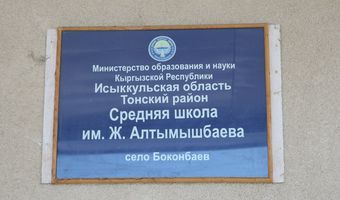 Министерство образования и науки
Кыргызской Республики
Исыккульская область
Тонский район
Средняя школа
им. Ж. Алтымышбаева
село Боконбаев